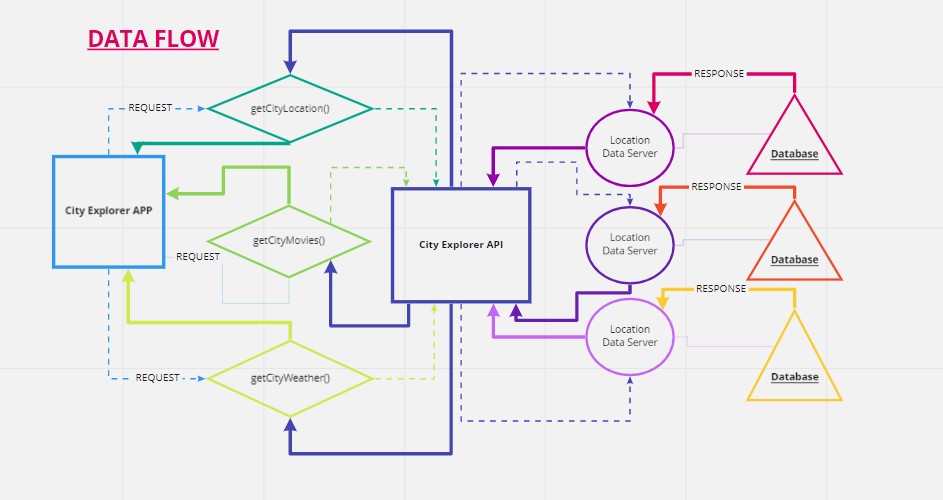 DATA FLOW
RESPONSE
REQUEST
getCityLocation()
Location
Data Server
Database
RESPONSE
City Explorer APP
getCityMovies()
City Explorer API
Location
Data Server
REQUEST
Database
RESPONSE
Location
Data Server
REQUEST
getCityWeather()
Database